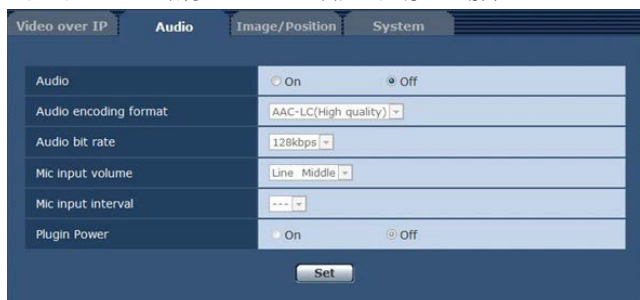 Video over IP Audio Image/Position System
Audio On Off
Audio encoding format AAC-LC(High quality)
Audio bit rate 128kbps
Mic input volume Line Middle
Mic input interval ---
Plugin Power On Off
Set